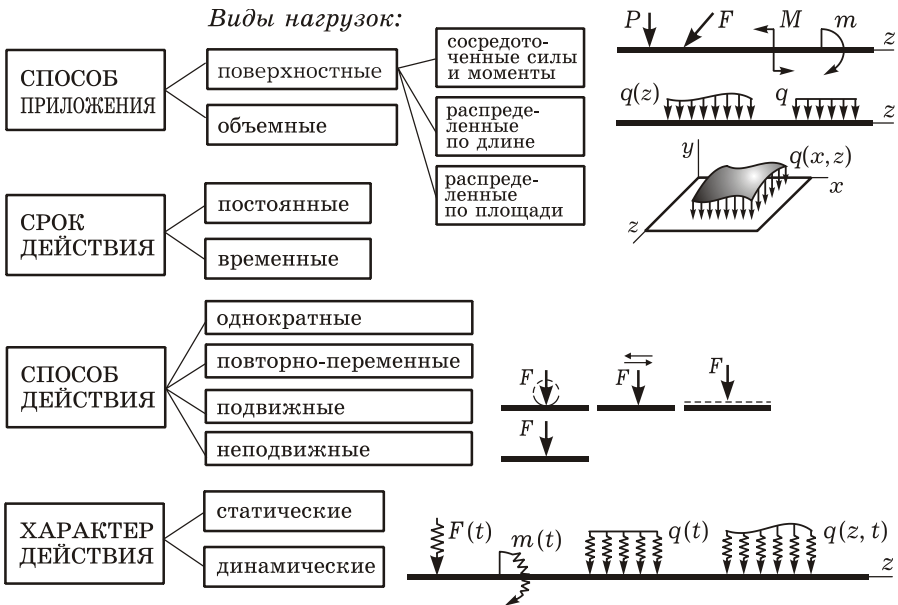 Виды нагрузок:
СПОСОБ
ПРИЛОЖЕНИЯ
поверхностные
объемные
сосредото-
ченные силы
и моменты
распреде-
ленные
по длине
распреде-
ленные
по площади
P F M m z
q(z) q z
y q(x, z)
x
z
СРОК
ДЕЙСТВИЯ
постоянные
временные
СПОСОБ
ДЕЙСТВИЯ
однократные
повторно-переменные
подвижные
неподвижные
F F F
F
ХАРАКТЕР
ДЕЙСТВИЯ
статические
динамические
F(t) m(t) q(t) q(z, t) z